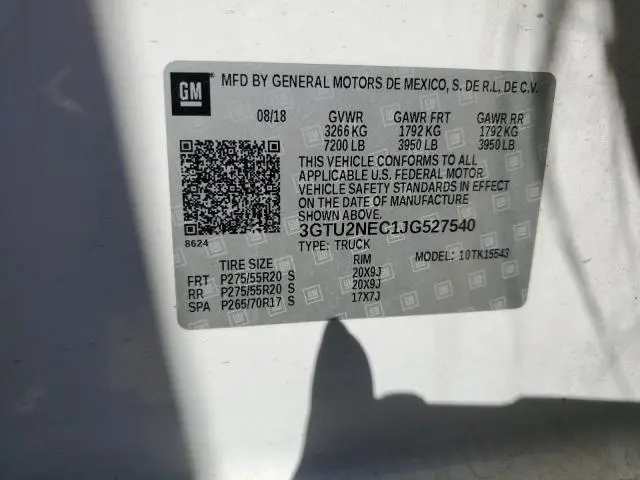 GM MFD BY GENERAL MOTORS DE MEXICO, S. DE R.L. DE C.V.
08/18 GVWR GAWR FRT GAWR RR
3266 KG 1792 KG 1792 KG
7200 LB 3950 LB 3950 LB
THIS VEHICLE CONFORMS TO ALL
APPLICABLE U.S. FEDERAL MOTOR
VEHICLE SAFETY STANDARDS IN EFFECT
ON THE DATE OF MANUFACTURE
SHOWN ABOVE.
8624
3GTU2NEC1JG527540
TYPE: TRUCK MODEL: 10TK15543
TIRE SIZE RIM
FRT P275/55R20 S 20X9J
RR P275/55R20 S 20X9J
SPA P265/70R17 S 17X7J